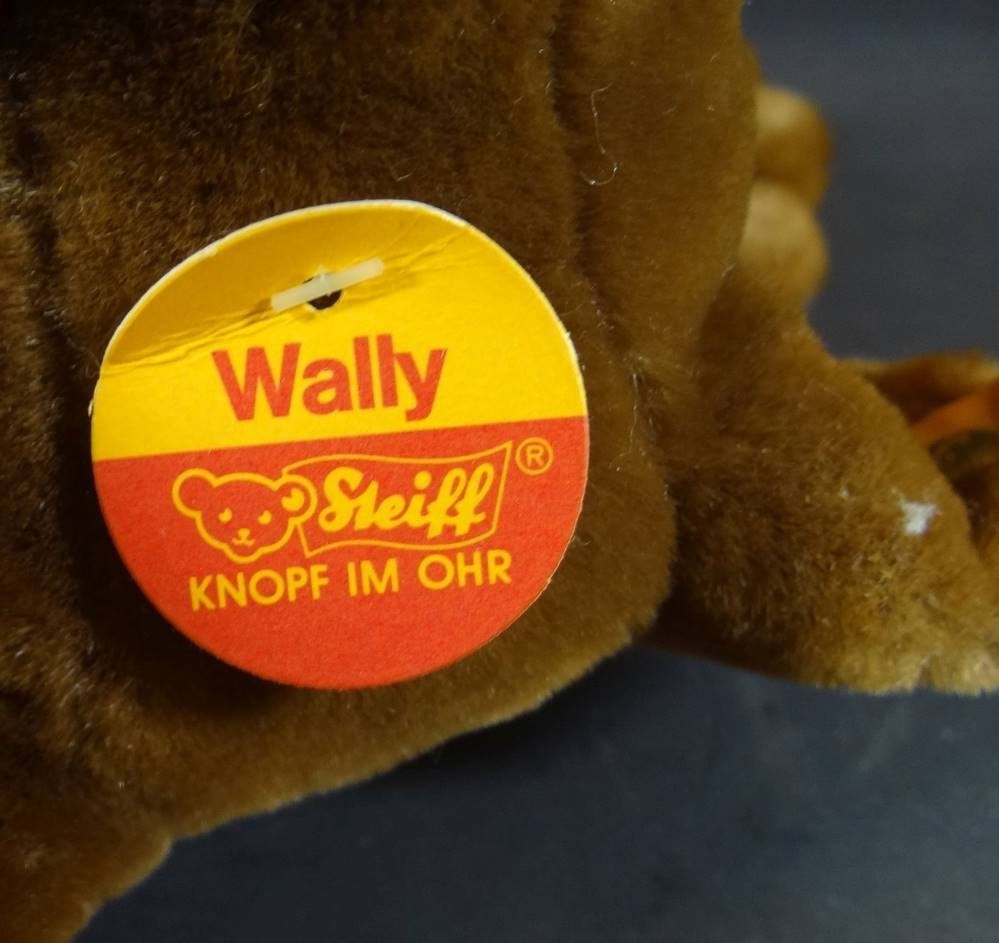 Wally
Steiff®
KNOPF IM OHR